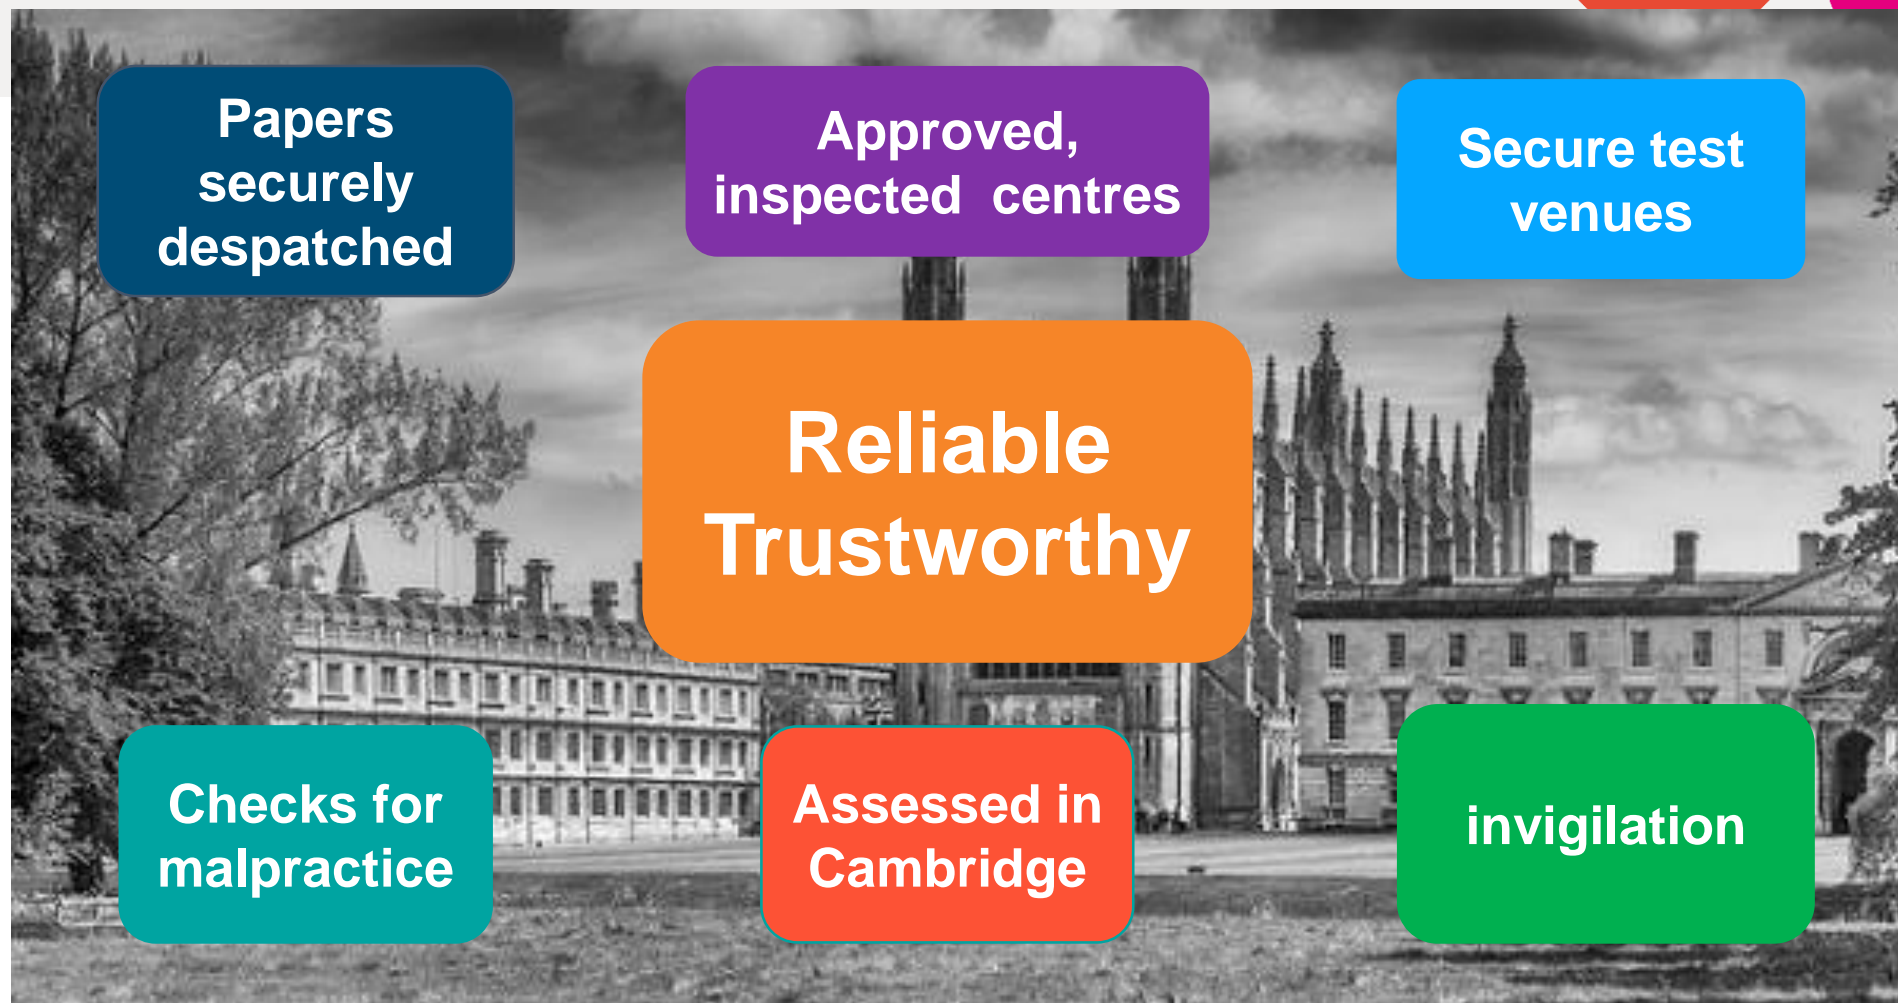 Papers
securely
despatched
Approved,
inspected  centres
Secure test
venues
Reliable
Trustworthy
Checks for
malpractice
Assessed in
Cambridge
invigilation